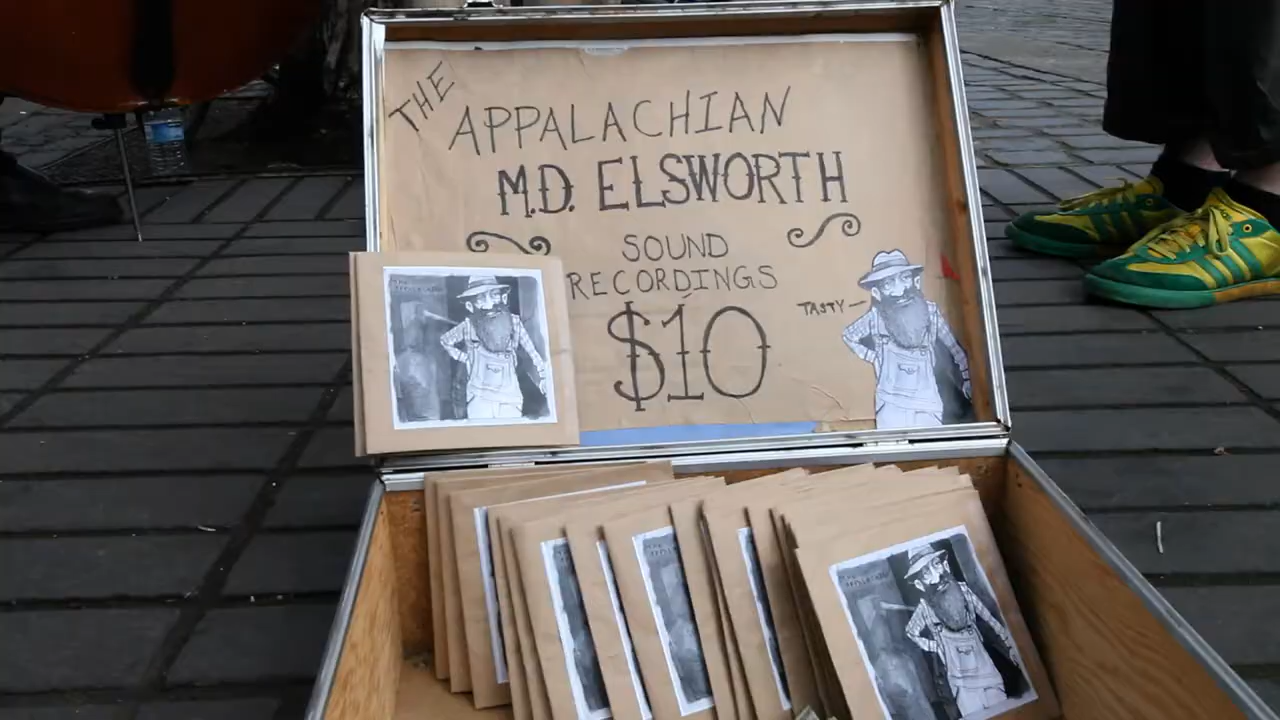 THE
APPALACHIAN
M.D. ELSWORTH
SOUND
RECORDINGS
$10
TASTY